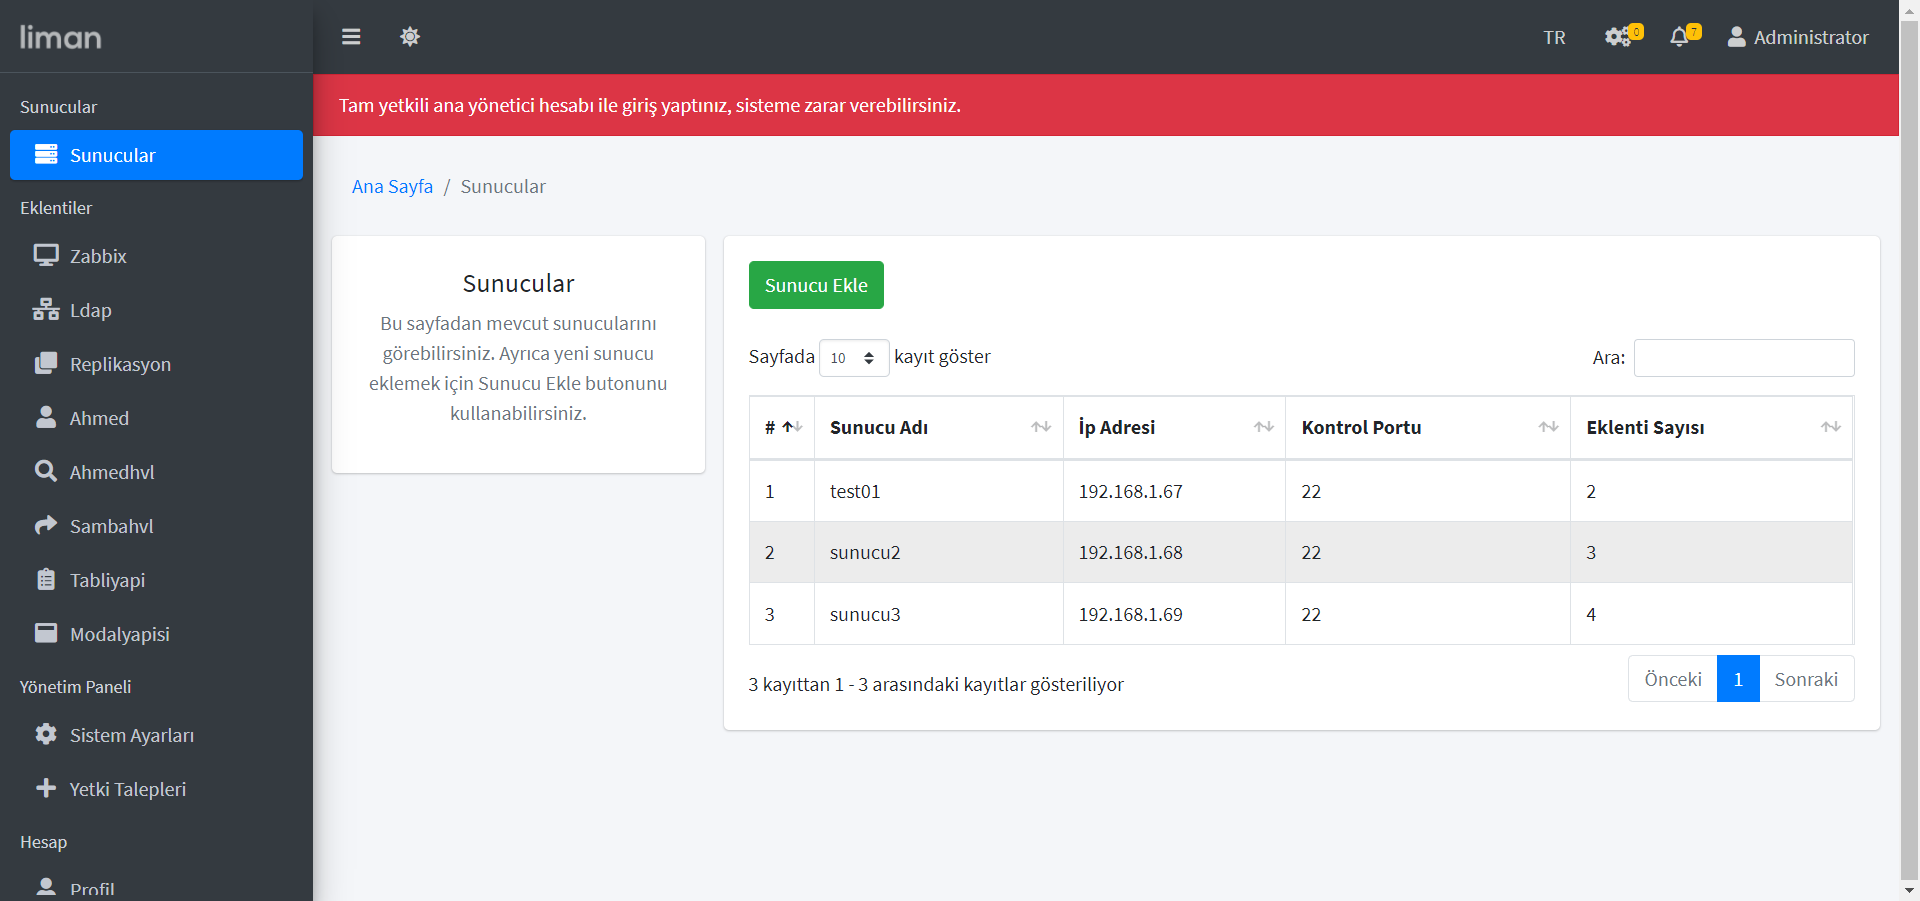 liman
TR
0
7
Administrator
Tam yetkili ana yönetici hesabı ile giriş yaptınız, sisteme zarar verebilirsiniz.
Sunucular
Sunucular
Eklentiler
Zabbix
Ldap
Replikasyon
Ahmed
Ahmedhvl
Sambahvl
Tabliyapi
Modalyapisi
Yönetim Paneli
Sistem Ayarları
Yetki Talepleri
Hesap
Profil
Ana Sayfa / Sunucular
Sunucular
Bu sayfadan mevcut sunucularını
görebilirsiniz. Ayrıca yeni sunucu
eklemek için Sunucu Ekle butonunu
kullanabilirsiniz.
Sunucu Ekle
Sayfada 10 kayıt göster
Ara:
# Sunucu Adı İp Adresi Kontrol Portu Eklenti Sayısı
1 test01 192.168.1.67 22 2
2 sunucu2 192.168.1.68 22 3
3 sunucu3 192.168.1.69 22 4
3 kayıttan 1 - 3 arasındaki kayıtlar gösteriliyor
Önceki 1 Sonraki